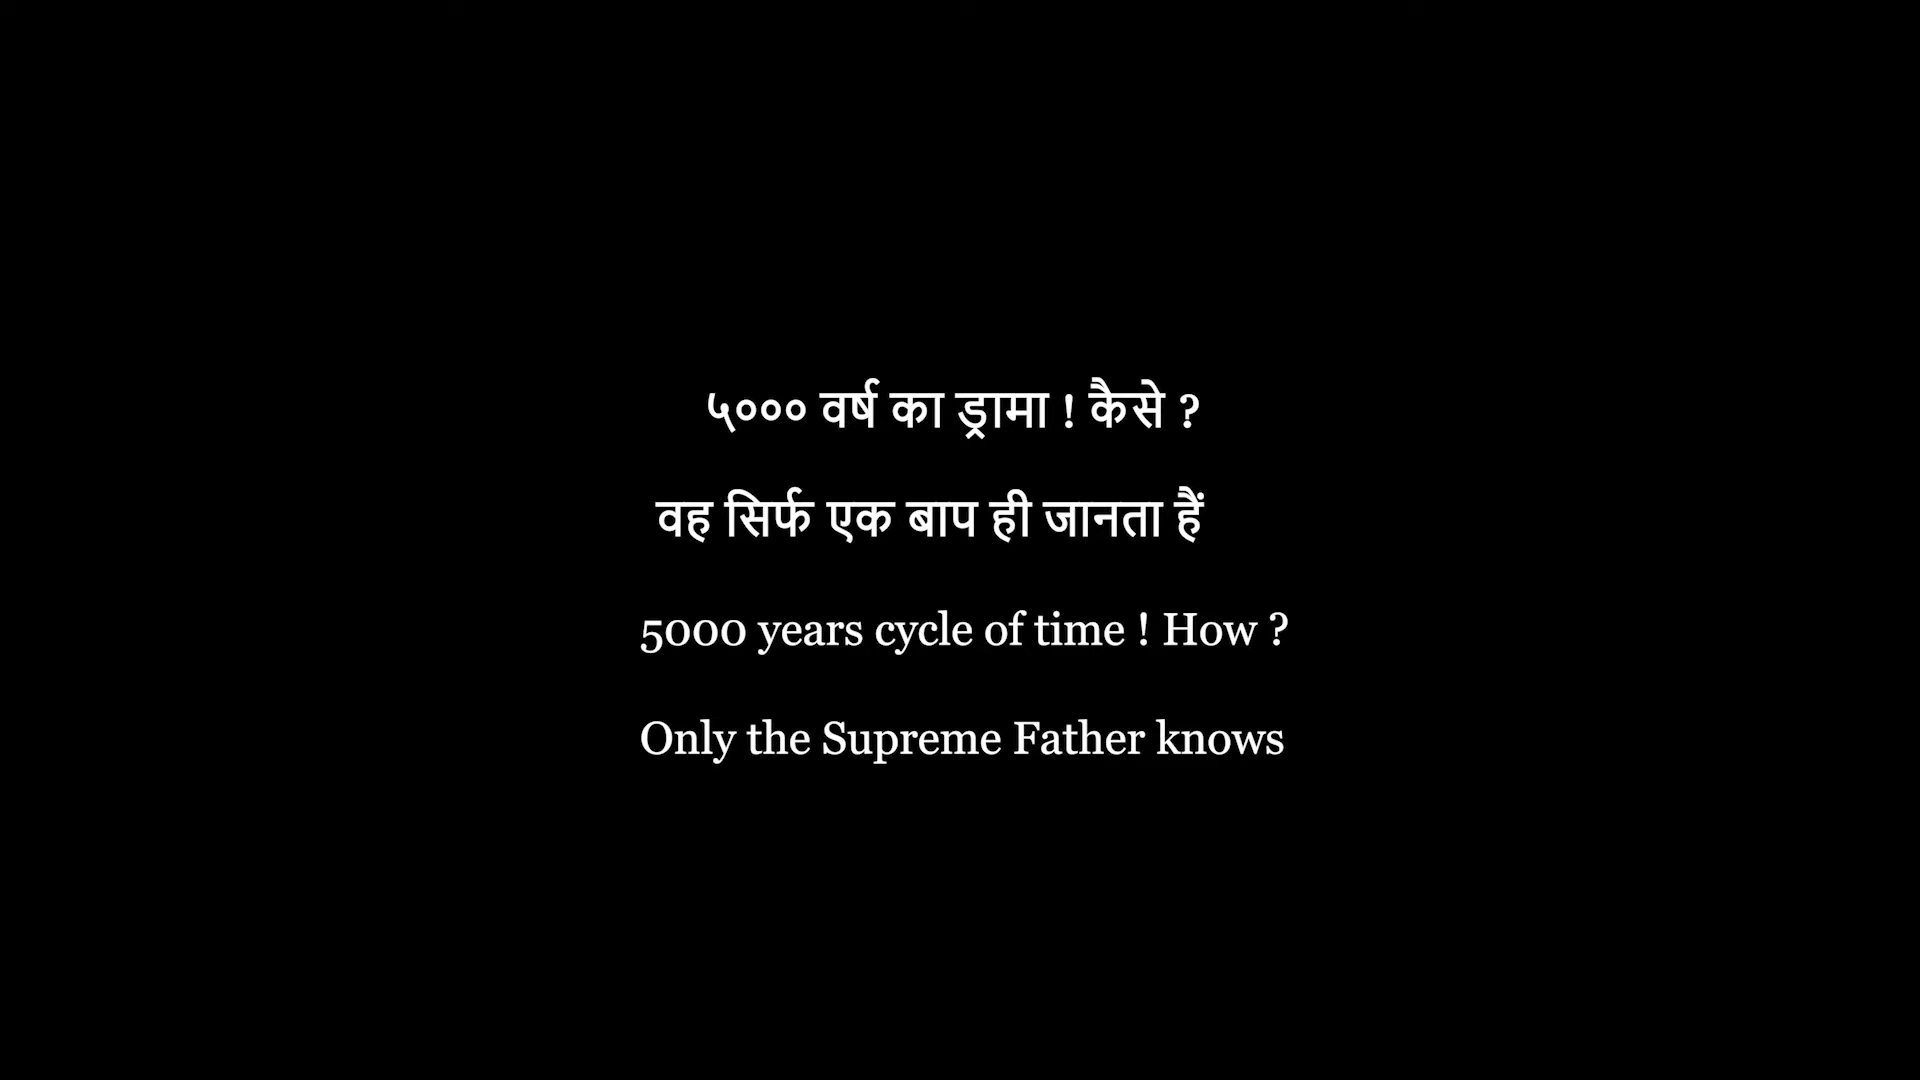 ५००० वर्ष का ड्रामा ! कैसे ?
वह सिर्फ एक बाप ही जानता हैं
5000 years cycle of time ! How ?
Only the Supreme Father knows